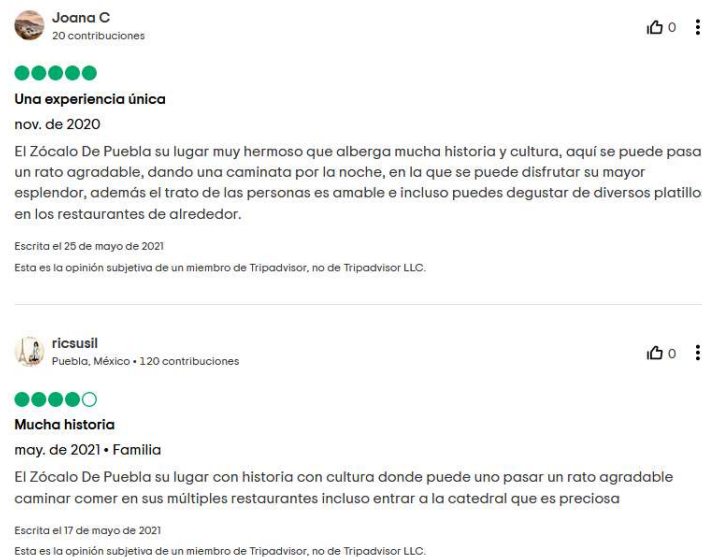 Joana C
20 contribuciones
0
Una experiencia única
nov. de 2020
El Zócalo De Puebla su lugar muy hermoso que alberga mucha historia y cultura, aquí se puede pasa
un rato agradable, dando una caminata por la noche, en la que se puede disfrutar su mayor
esplendor, además el trato de las personas es amable e incluso puedes degustar de diversos platillo
en los restaurantes de alrededor.
Escrita el 25 de mayo de 2021
Esta es la opinión subjetiva de un miembro de Tripadvisor, no de Tripadvisor LLC.
ricsusil
Puebla, México • 120 contribuciones
0
Mucha historia
may. de 2021 • Familia
El Zócalo De Puebla su lugar con historia con cultura donde puede uno pasar un rato agradable
caminar comer en sus múltiples restaurantes incluso entrar a la catedral que es preciosa
Escrita el 17 de mayo de 2021
Esta es la opinión subjetiva de un miembro de Tripadvisor, no de Tripadvisor LLC.